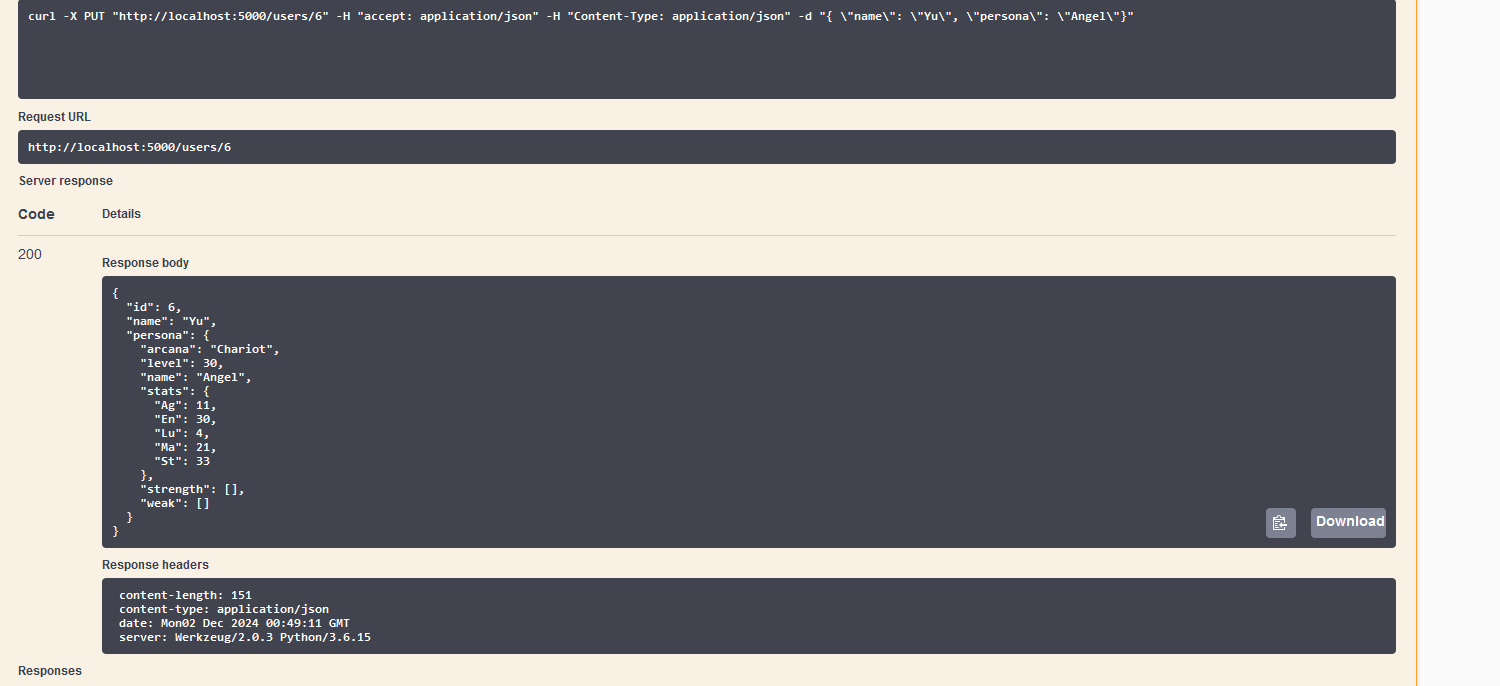 curl -X PUT "http://localhost:5000/users/6" -H "accept: application/json" -H "Content-Type: application/json" -d "{ \"name\": \"Yu\", \"persona\": \"Angel\"}"
Request URL
http://localhost:5000/users/6
Server response
Code Details
200
Response body
{
  "id": 6,
  "name": "Yu",
  "persona": {
    "arcana": "Chariot",
    "level": 30,
    "name": "Angel",
    "stats": {
      "Ag": 11,
      "En": 30,
      "Lu": 4,
      "Ma": 21,
      "St": 33
    },
    "strength": [],
    "weak": []
  }
}
Download
Response headers
content-length: 151
content-type: application/json
date: Mon02 Dec 2024 00:49:11 GMT
server: Werkzeug/2.0.3 Python/3.6.15
Responses